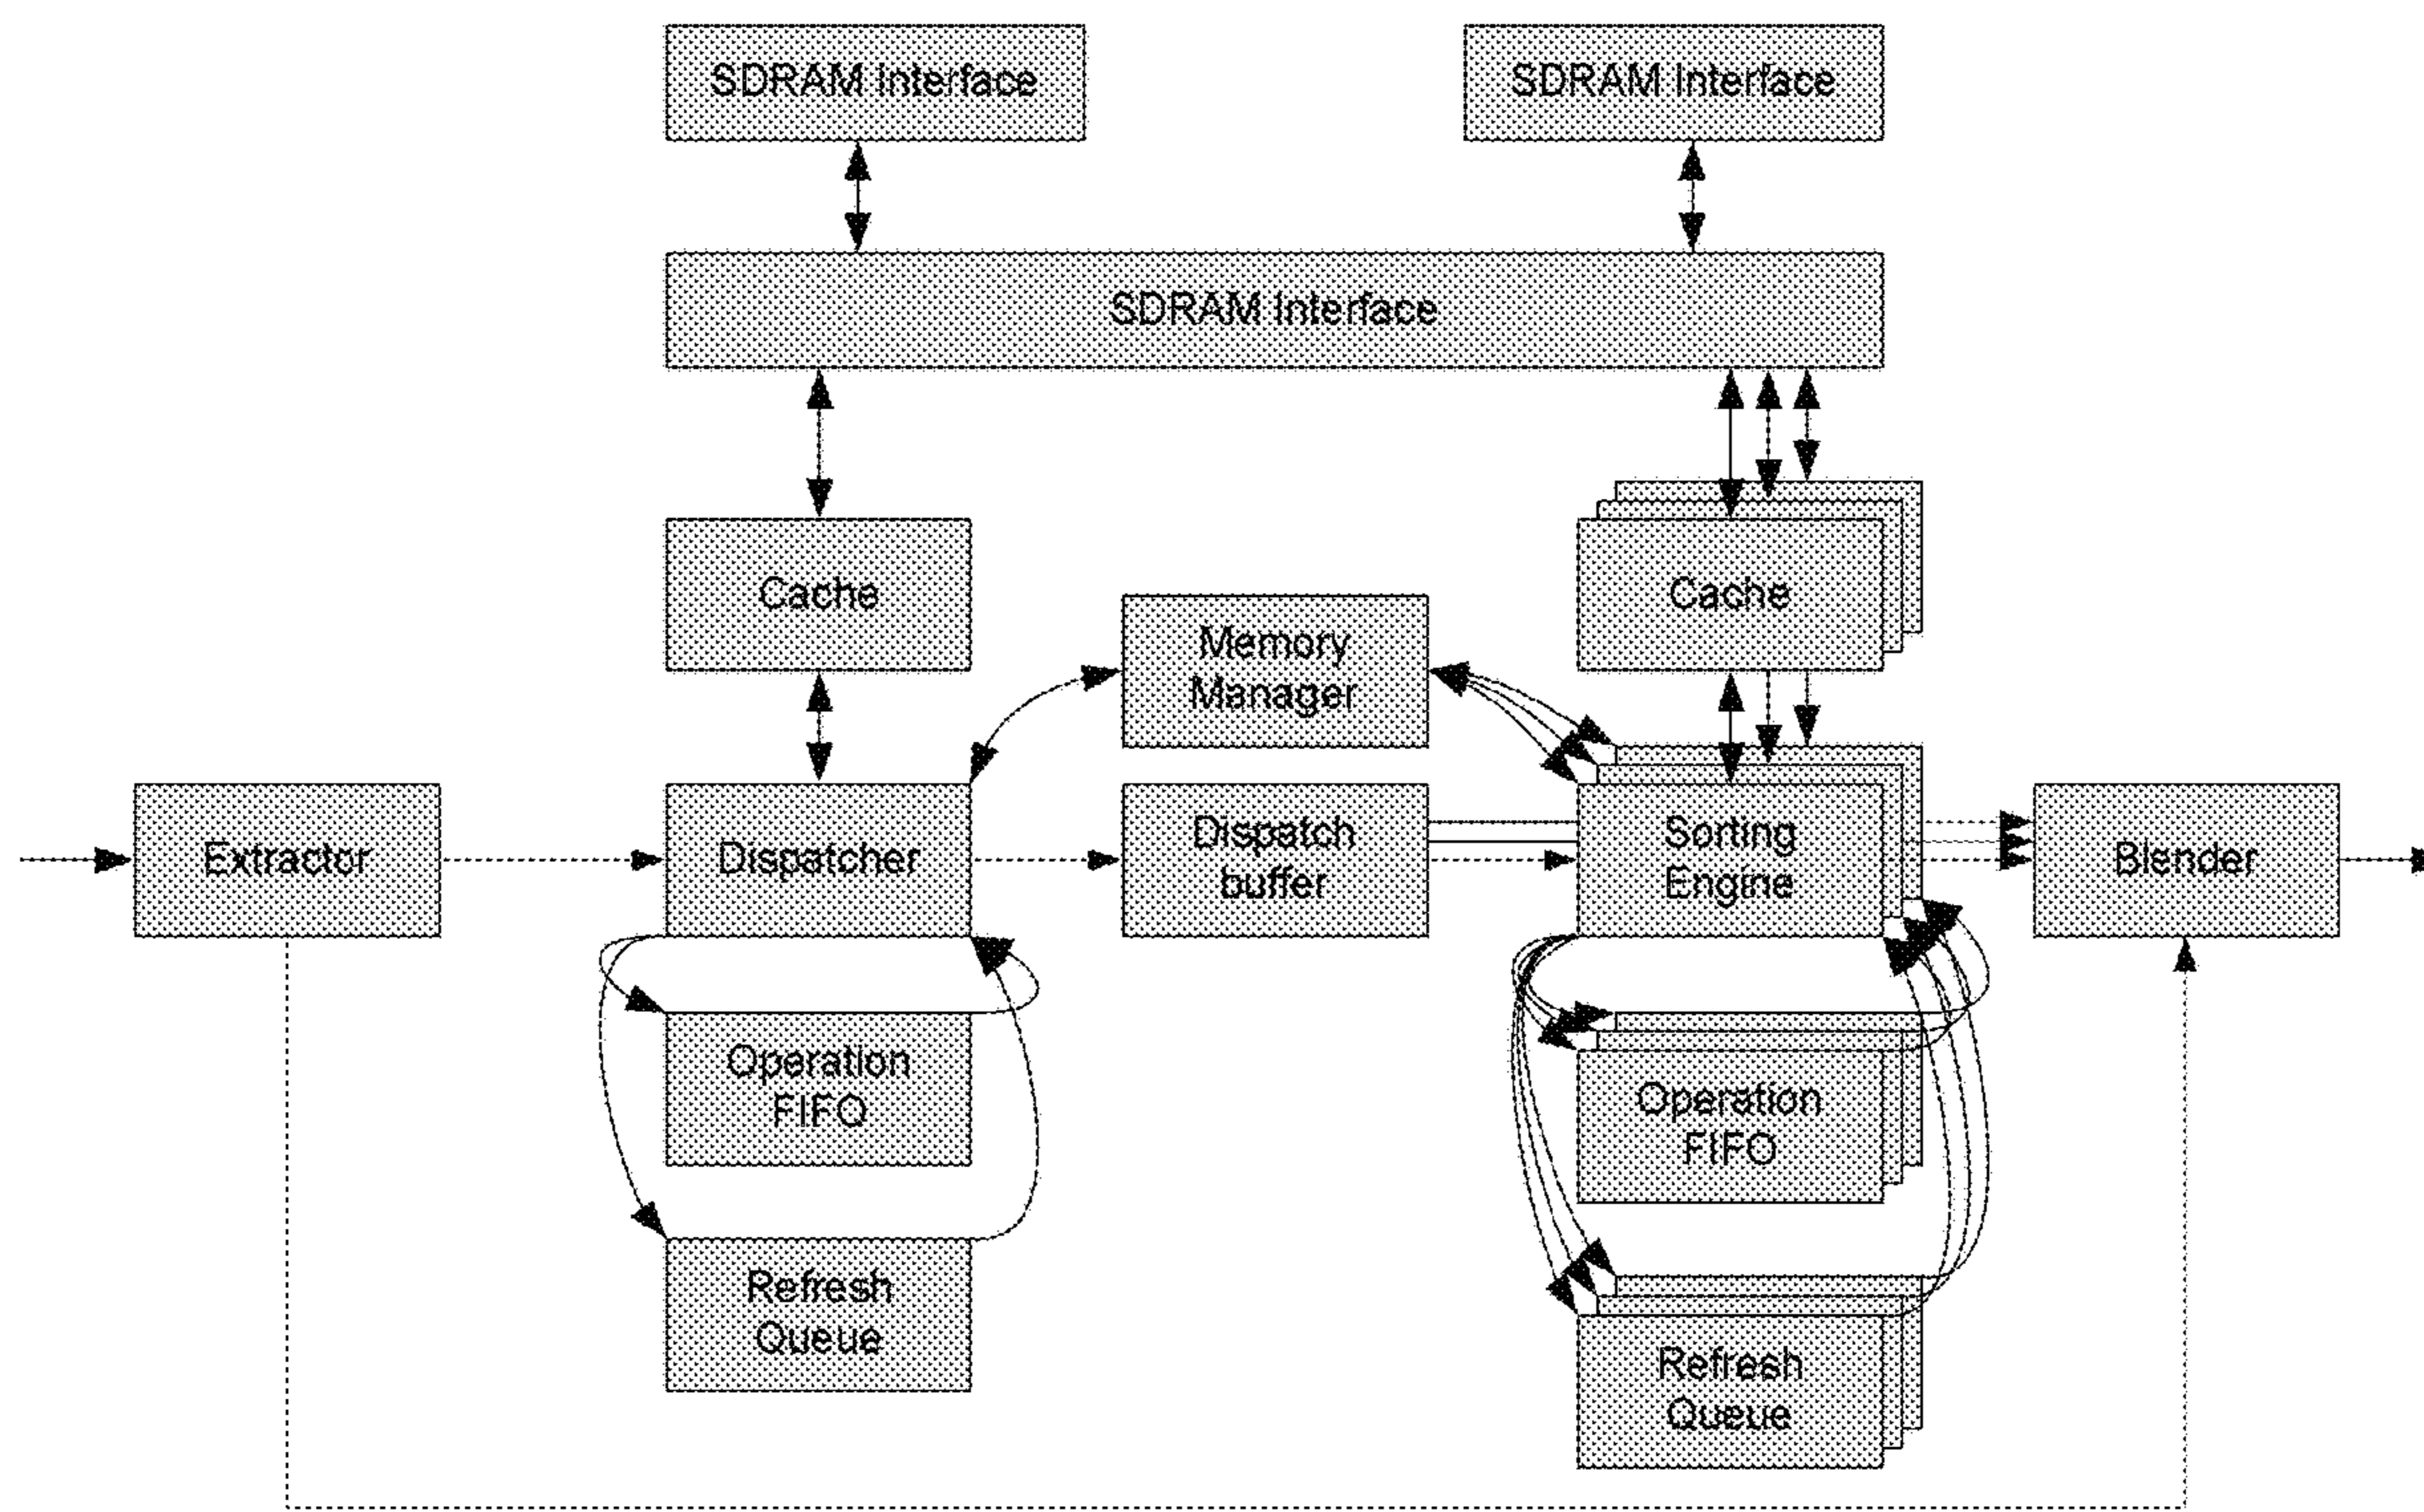 SDRAM Interface
SDRAM Interface
SDRAM Interface
Cache
Cache
Memory
Manager
Extractor
Dispatcher
Dispatch
buffer
Sorting
Engine
Blender
Operation
FIFO
Operation
FIFO
Refresh
Queue
Refresh
Queue